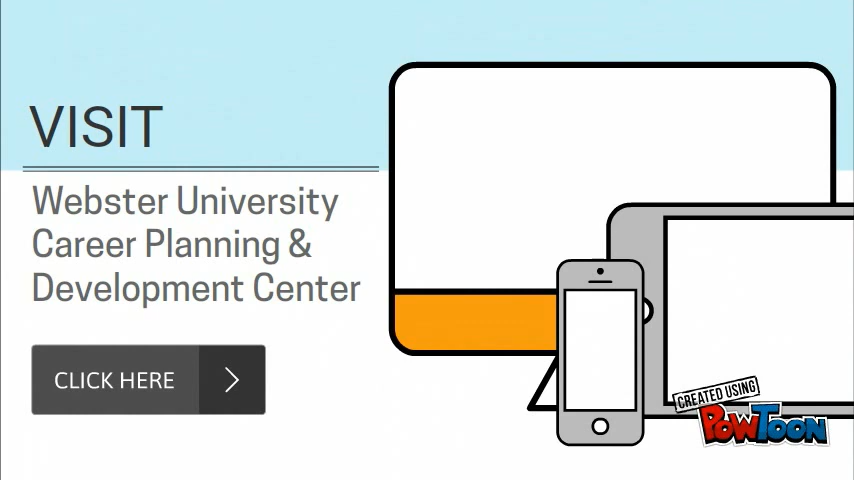 VISIT
Webster University
Career Planning &
Development Center
CLICK HERE
CREATED USING
POWTOON